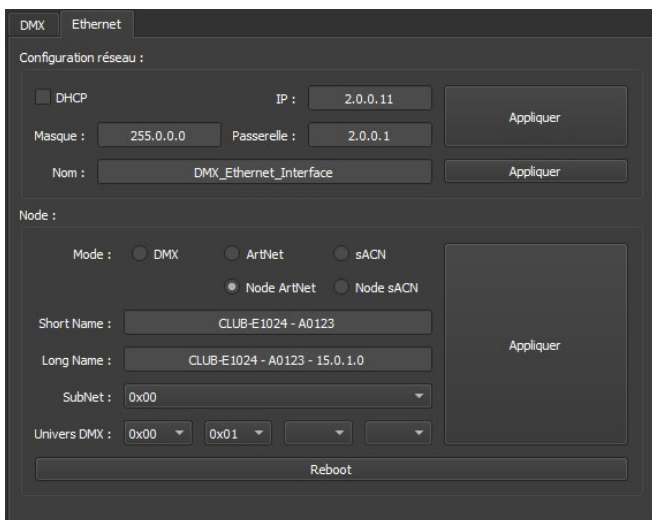 DMX Ethernet
Configuration réseau :
DHCP IP : 2.0.0.11
Appliquer
Masque : 255.0.0.0 Passerelle : 2.0.0.1
Nom : DMX_Ethernet_Interface Appliquer
Node :
Mode : DMX ArtNet sACN
Node ArtNet Node sACN
Short Name : CLUB-E1024 - A0123
Appliquer
Long Name : CLUB-E1024 - A0123 - 15.0.1.0
SubNet : 0x00
Univers DMX : 0x00 0x01
Reboot